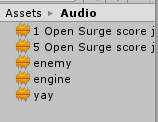 Assets ▸ Audio
1 Open Surge score j
5 Open Surge score j
enemy
engine
yay